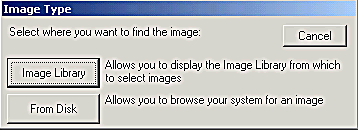 Image Type
Select where you want to find the image:
Cancel
Image Library
Allows you to display the Image Library from which
to select images
From Disk
Allows you to browse your system for an image